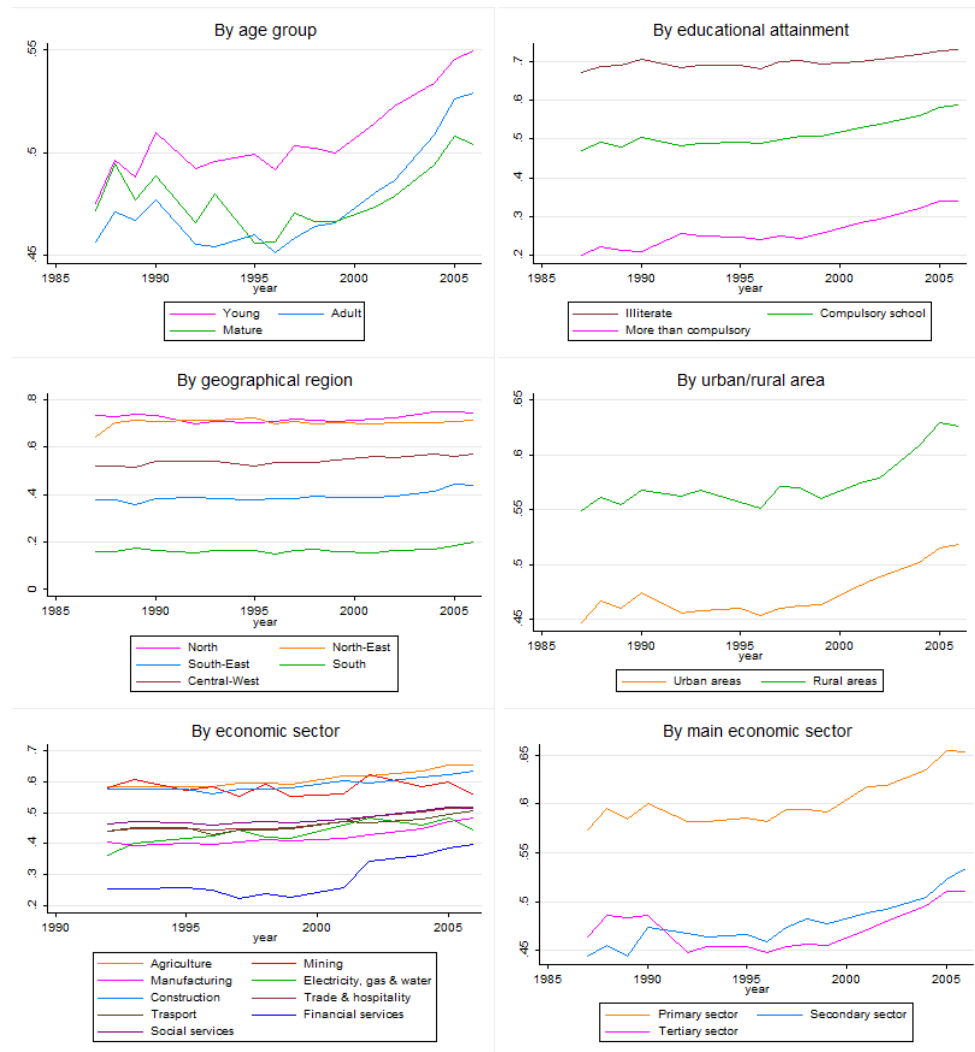 By age group
.55
.5
.45
1985 1990 1995 2000 2005
year
Young Adult
Mature
By educational attainment
.7
.6
.5
.4
.3
.2
1985 1990 1995 2000 2005
year
Illiterate Compulsory school
More than compulsory
By geographical region
.8
.6
.4
.2
0
1985 1990 1995 2000 2005
year
North North-East
South-East South
Central-West
By urban/rural area
.65
.6
.55
.5
.45
1985 1990 1995 2000 2005
year
Urban areas Rural areas
By economic sector
.7
.6
.5
.4
.3
.2
1990 1995 2000 2005
year
Agriculture Mining
Manufacturing Electricity, gas & water
Construction Trade & hospitality
Trasport Financial services
Social services
By main economic sector
.65
.6
.55
.5
.45
1985 1990 1995 2000 2005
year
Primary sector Secondary sector
Tertiary sector